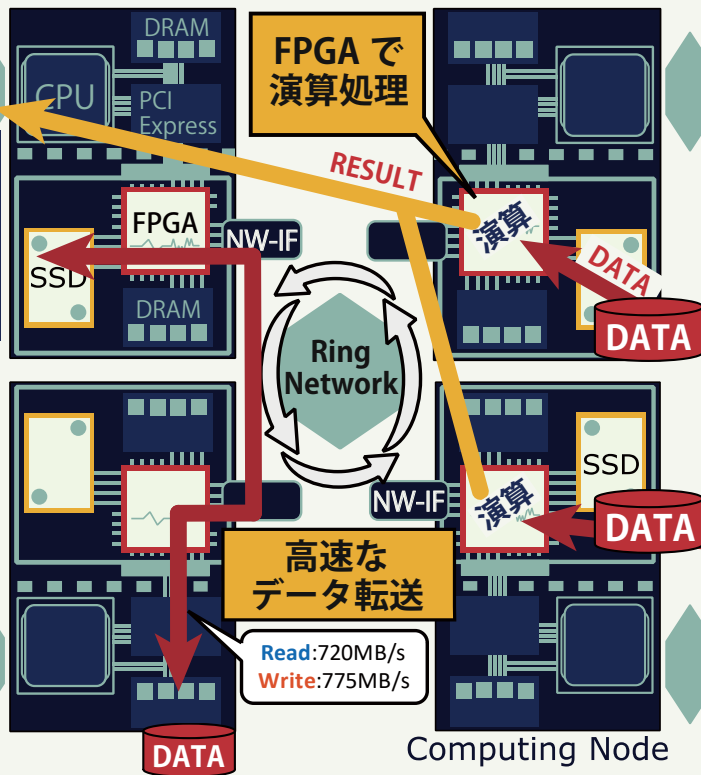 DRAM
CPU
PCI
Express
FPGA で
演算処理
RESULT
FPGA
NW-IF
SSD
DRAM
演算
DATA
DATA
Ring
Network
NW-IF
演算
SSD
DATA
高速な
データ転送
Read:720MB/s
Write:775MB/s
DATA
Computing Node